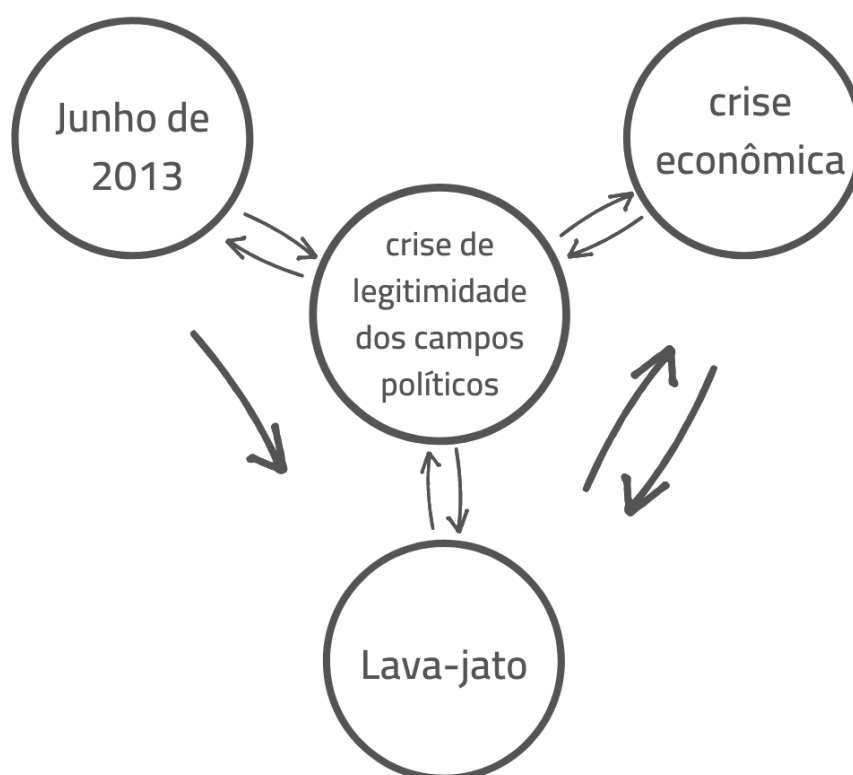 Junho de
2013
crise
econômica
crise de
legitimidade
dos campos
políticos
Lava-jato